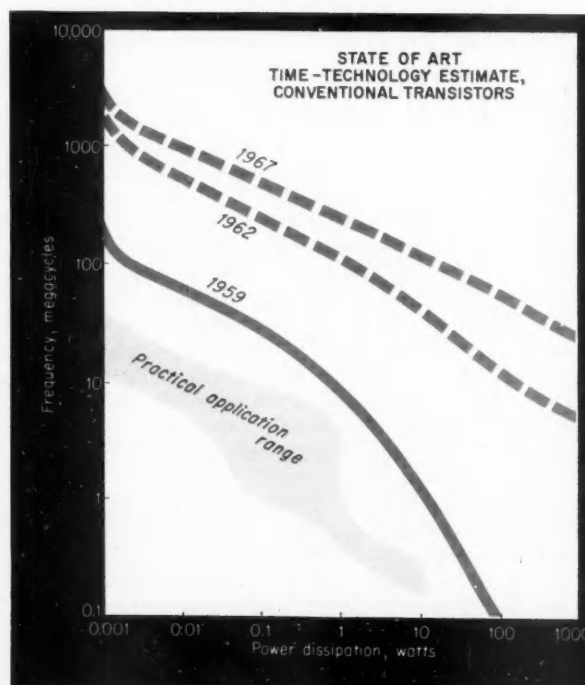 STATE OF ART
TIME-TECHNOLOGY ESTIMATE,
CONVENTIONAL TRANSISTORS
10,000
1000
100
10
1
0.1
Frequency, megacycles
1967
1962
1959
Practical application
range
0.001
0.01
0.1
1
10
100
1000
Power dissipation, watts